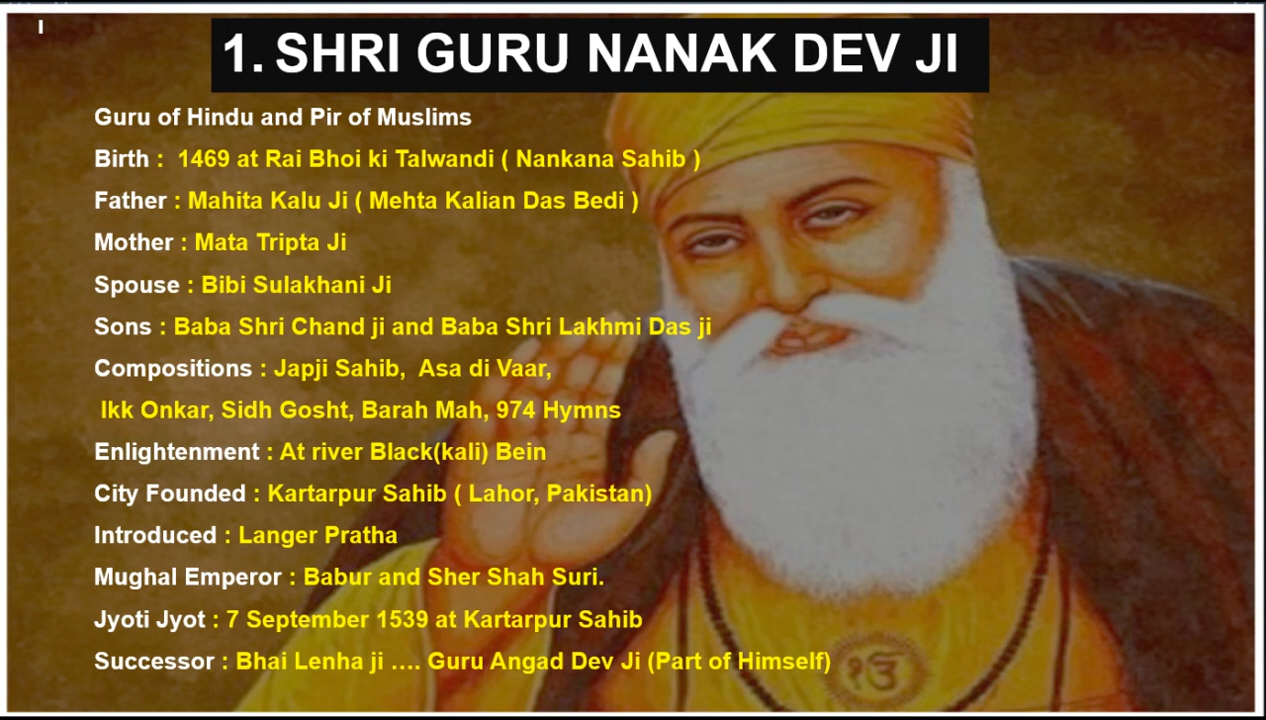 I
1. SHRI GURU NANAK DEV JI
Guru of Hindu and Pir of Muslims
Birth :  1469 at Rai Bhoi ki Talwandi ( Nankana Sahib )
Father : Mahita Kalu Ji ( Mehta Kalian Das Bedi )
Mother : Mata Tripta Ji
Spouse : Bibi Sulakhani Ji
Sons : Baba Shri Chand ji and Baba Shri Lakhmi Das ji
Compositions : Japji Sahib,  Asa di Vaar,
Ikk Onkar, Sidh Gosht, Barah Mah, 974 Hymns
Enlightenment : At river Black(kali) Bein
City Founded : Kartarpur Sahib ( Lahor, Pakistan)
Introduced : Langer Pratha
Mughal Emperor : Babur and Sher Shah Suri.
Jyoti Jyot : 7 September 1539 at Kartarpur Sahib
Successor : Bhai Lenha ji …. Guru Angad Dev Ji (Part of Himself)
ੴ